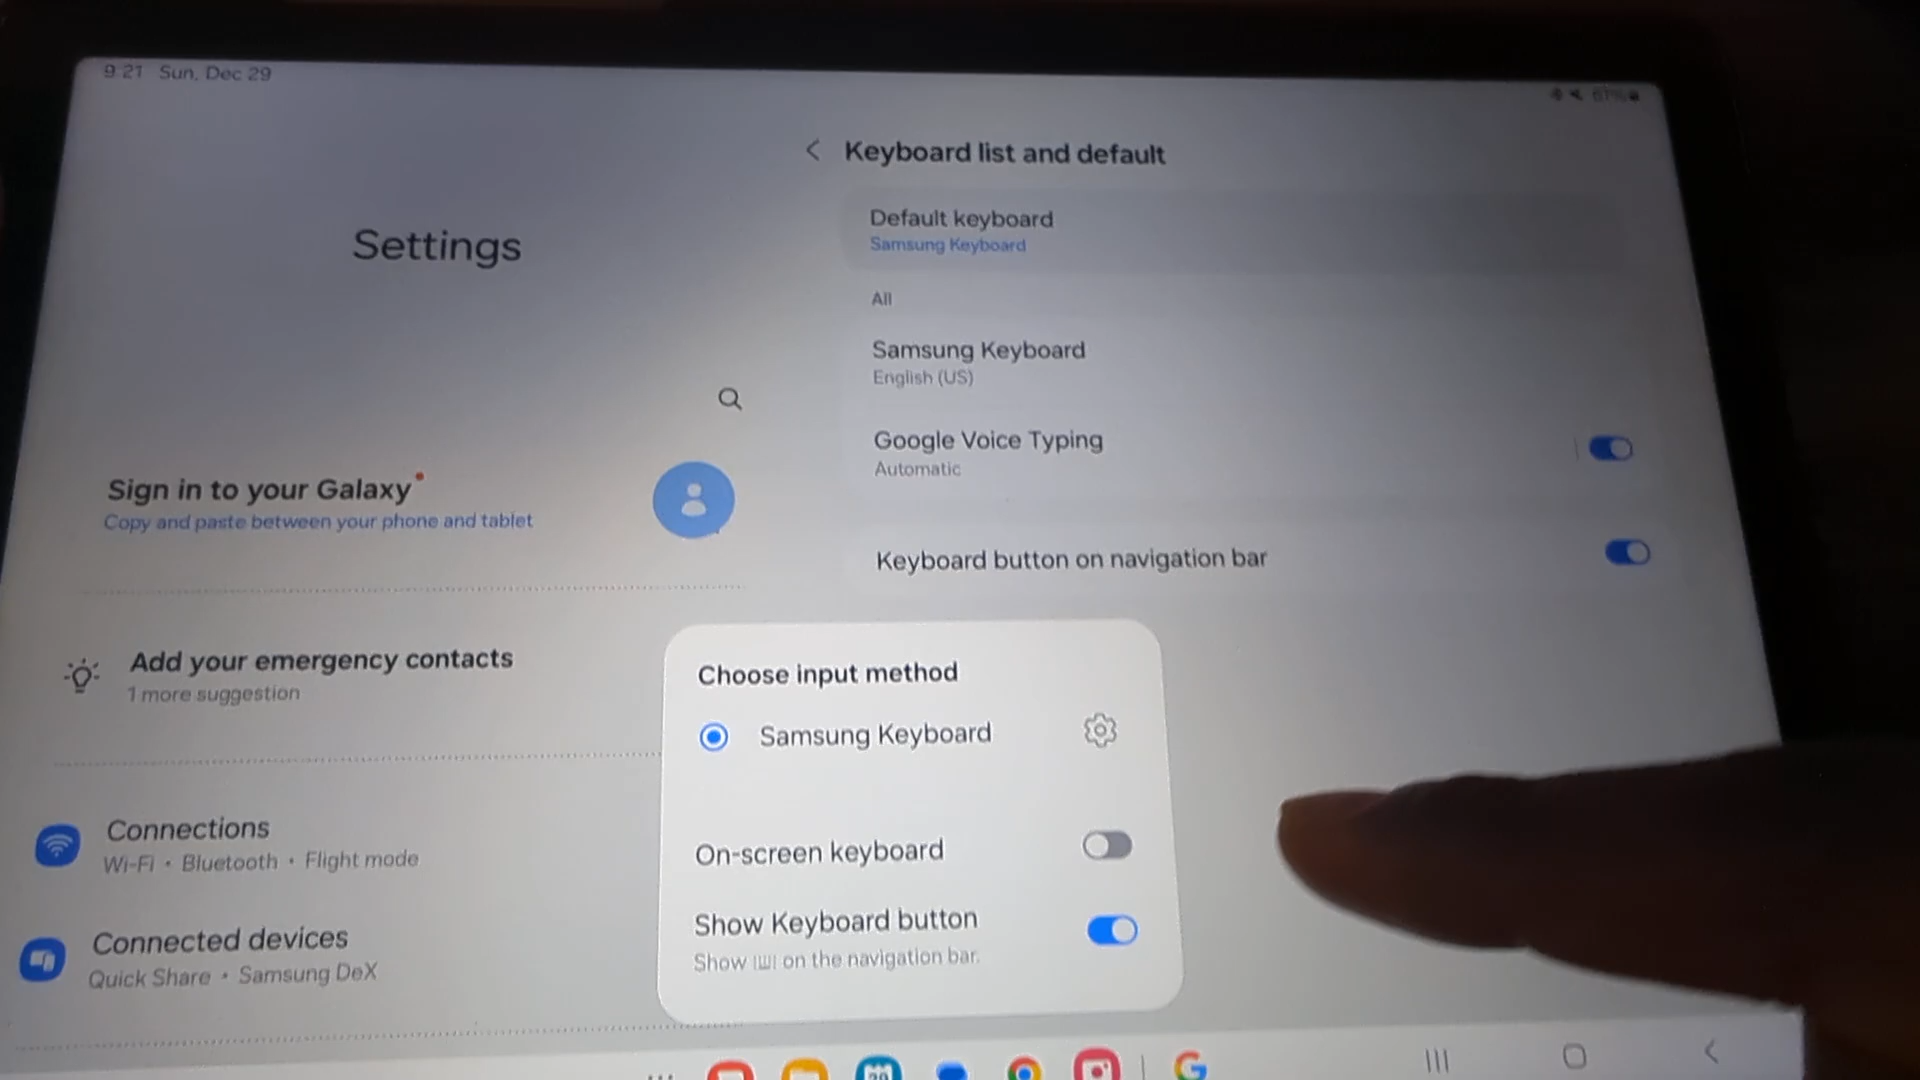 9:21 Sun, Dec 29
Settings
Sign in to your Galaxy
Copy and paste between your phone and tablet
Add your emergency contacts
1 more suggestion
Connections
Wi-Fi • Bluetooth • Flight mode
Connected devices
Quick Share • Samsung DeX
Keyboard list and default
Default keyboard
Samsung Keyboard
All
Samsung Keyboard
English (US)
Google Voice Typing
Automatic
Keyboard button on navigation bar
Choose input method
Samsung Keyboard
On-screen keyboard
Show Keyboard button
Show on the navigation bar.